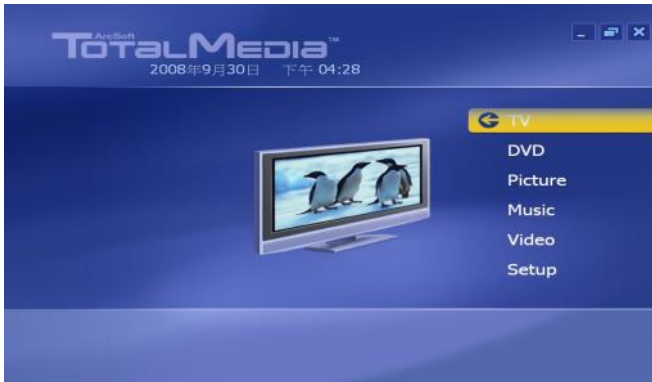 ArcSoft
TOTALMEDIA™
2008年9月30日 下午 04:28
TV
DVD
Picture
Music
Video
Setup